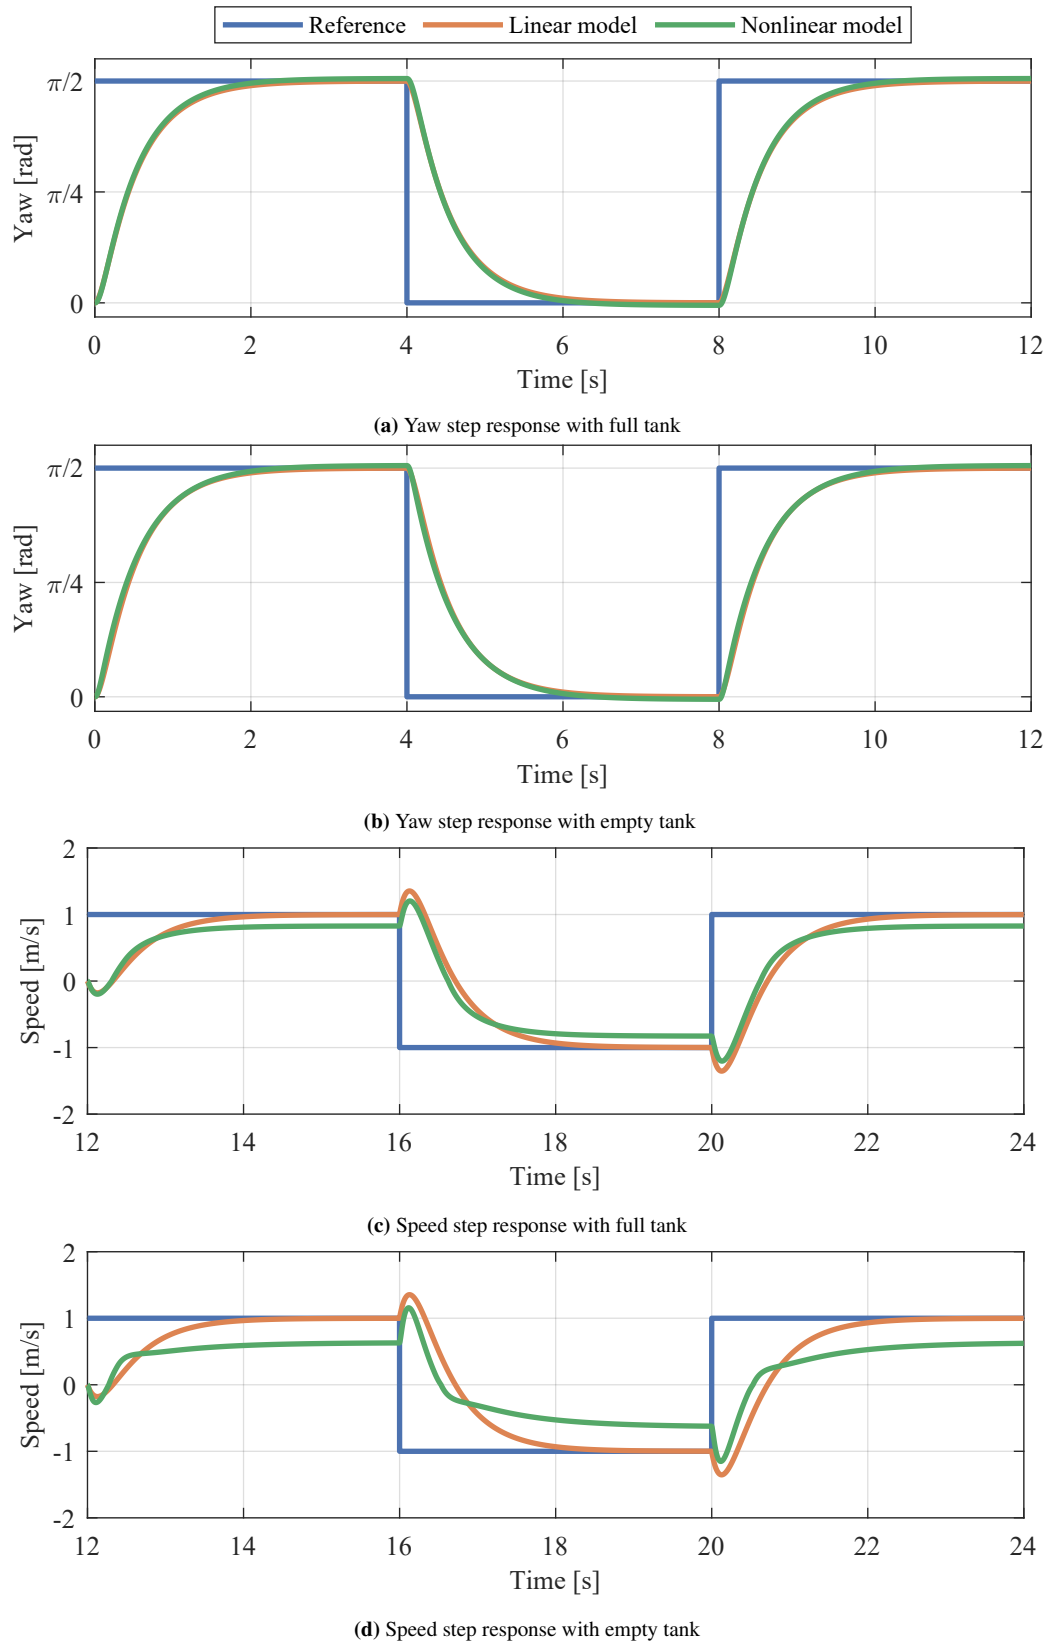 Reference Linear model Nonlinear model
π/2
π/4
0
Yaw [rad]
0 2 4 6 8 10 12
Time [s]
(a) Yaw step response with full tank
π/2
π/4
0
Yaw [rad]
0 2 4 6 8 10 12
Time [s]
(b) Yaw step response with empty tank
2
1
0
-1
-2
Speed [m/s]
12 14 16 18 20 22 24
Time [s]
(c) Speed step response with full tank
2
1
0
-1
-2
Speed [m/s]
12 14 16 18 20 22 24
Time [s]
(d) Speed step response with empty tank